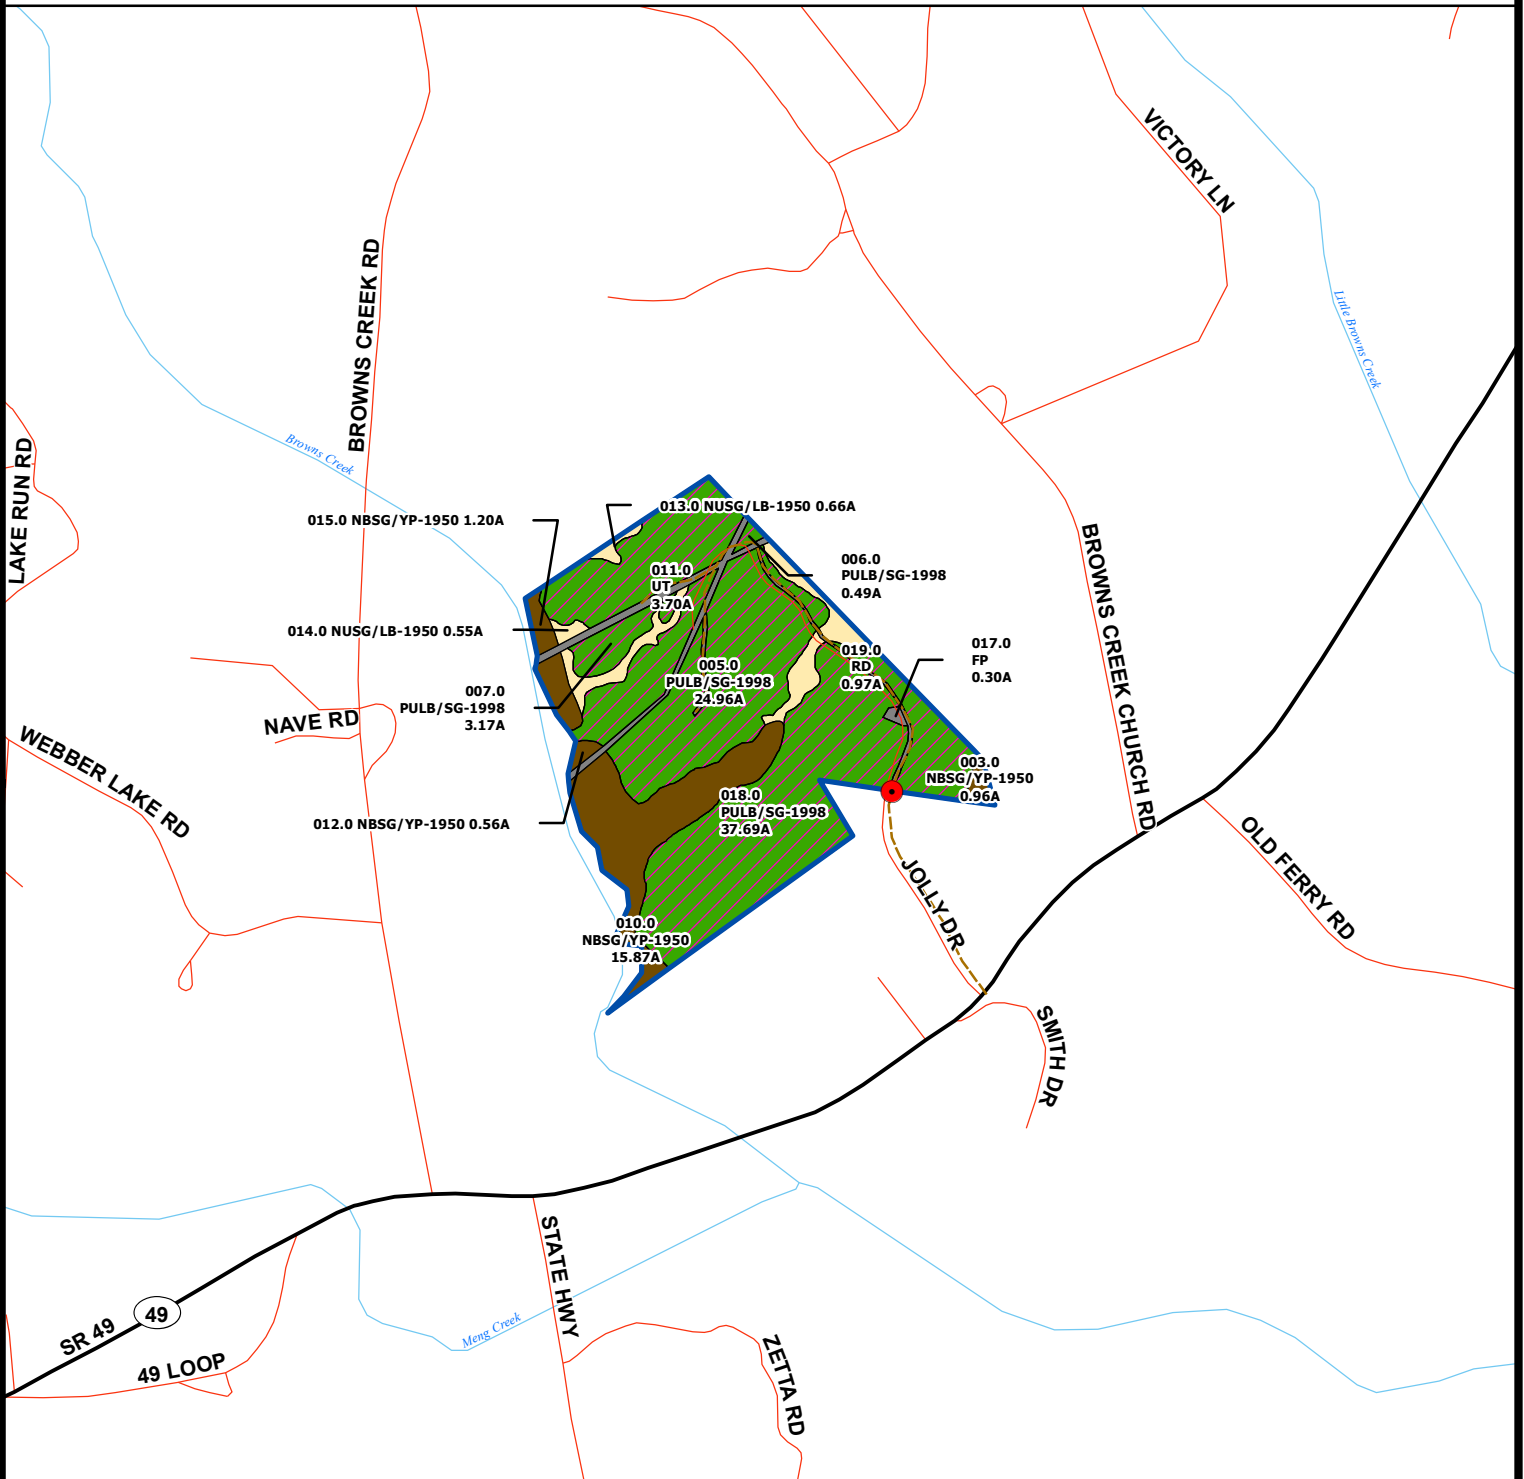 VICTORY LN
BROWNS CREEK RD
Little Browns Creek
Browns Creek
LAKE RUN RD
013.0 NUSG/LB-1950 0.66A
015.0 NBSG/YP-1950 1.20A
006.0
PULB/SG-1998
0.49A
011.0
UT
3.70A
014.0 NUSG/LB-1950 0.55A
017.0
FP
0.30A
019.0
RD
0.97A
005.0
PULB/SG-1998
24.96A
007.0
PULB/SG-1998
3.17A
BROWNS CREEK CHURCH RD
NAVE RD
WEBBER LAKE RD
003.0
NBSG/YP-1950
0.96A
018.0
PULB/SG-1998
37.69A
012.0 NBSG/YP-1950 0.56A
OLD FERRY RD
JOLLY DR
010.0
NBSG/YP-1950
15.87A
SMITH DR
STATE HWY
49
SR 49
Meng Creek
49 LOOP
ZETTA RD